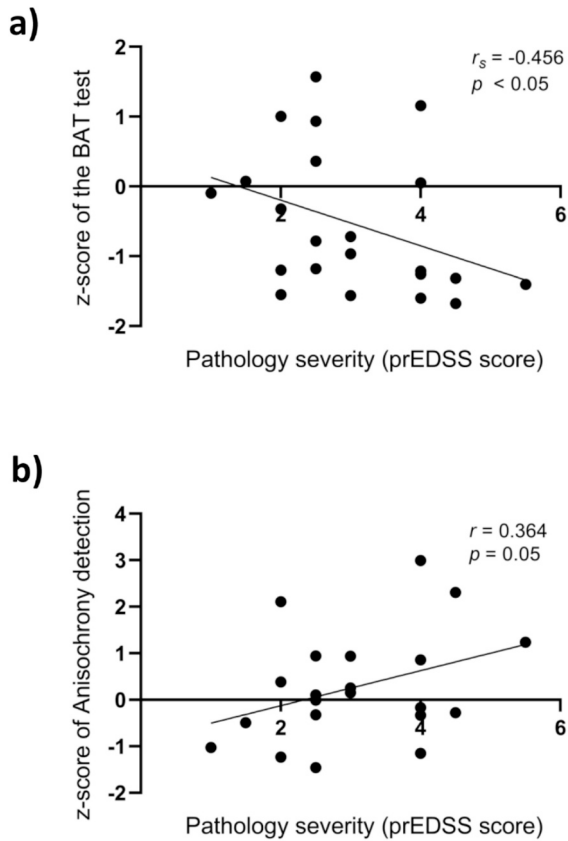 a)
z-score of the BAT test
2
1
0
-1
-2
2
4
6
r_s = -0.456
p < 0.05
Pathology severity (prEDSS score)
b)
z-score of Anisochrony detection
4
3
2
1
0
-1
-2
2
4
6
r = 0.364
p = 0.05
Pathology severity (prEDSS score)